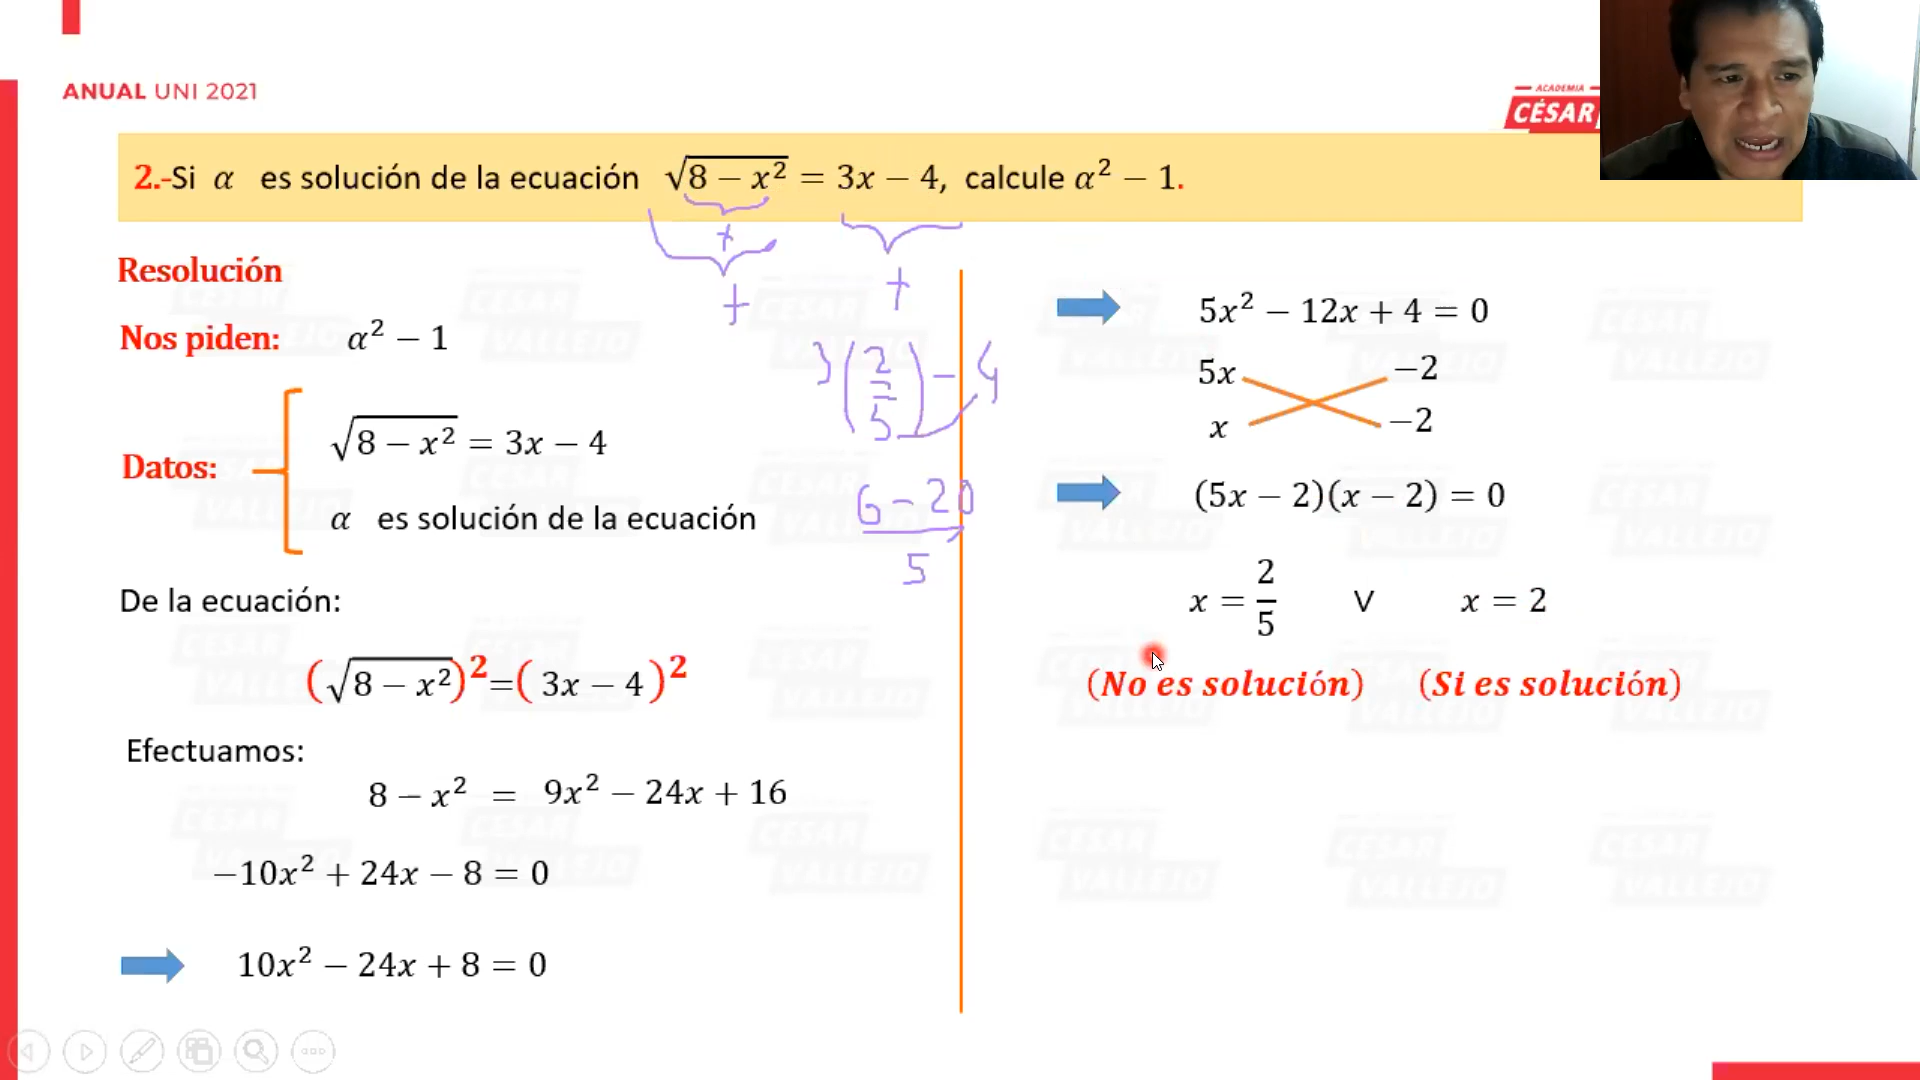 ANUAL UNI 2021
ACADEMIA
CÉSAR
2.-Si α es solución de la ecuación √(8 − x²) = 3x − 4, calcule α² − 1.
+
+
+
Resolución
Nos piden: α² − 1
Datos:
√(8 − x²) = 3x − 4
α es solución de la ecuación
3(2/5) − 4
6 − 20
5
De la ecuación:
(√(8 − x²))²=( 3x − 4 )²
Efectuamos:
8 − x² = 9x² − 24x + 16
−10x² + 24x − 8 = 0
10x² − 24x + 8 = 0
5x² − 12x + 4 = 0
5x −2
x −2
(5x − 2)(x − 2) = 0
x = 2/5 ∨ x = 2
(No es solución) (Si es solución)
CESAR VALLEJO